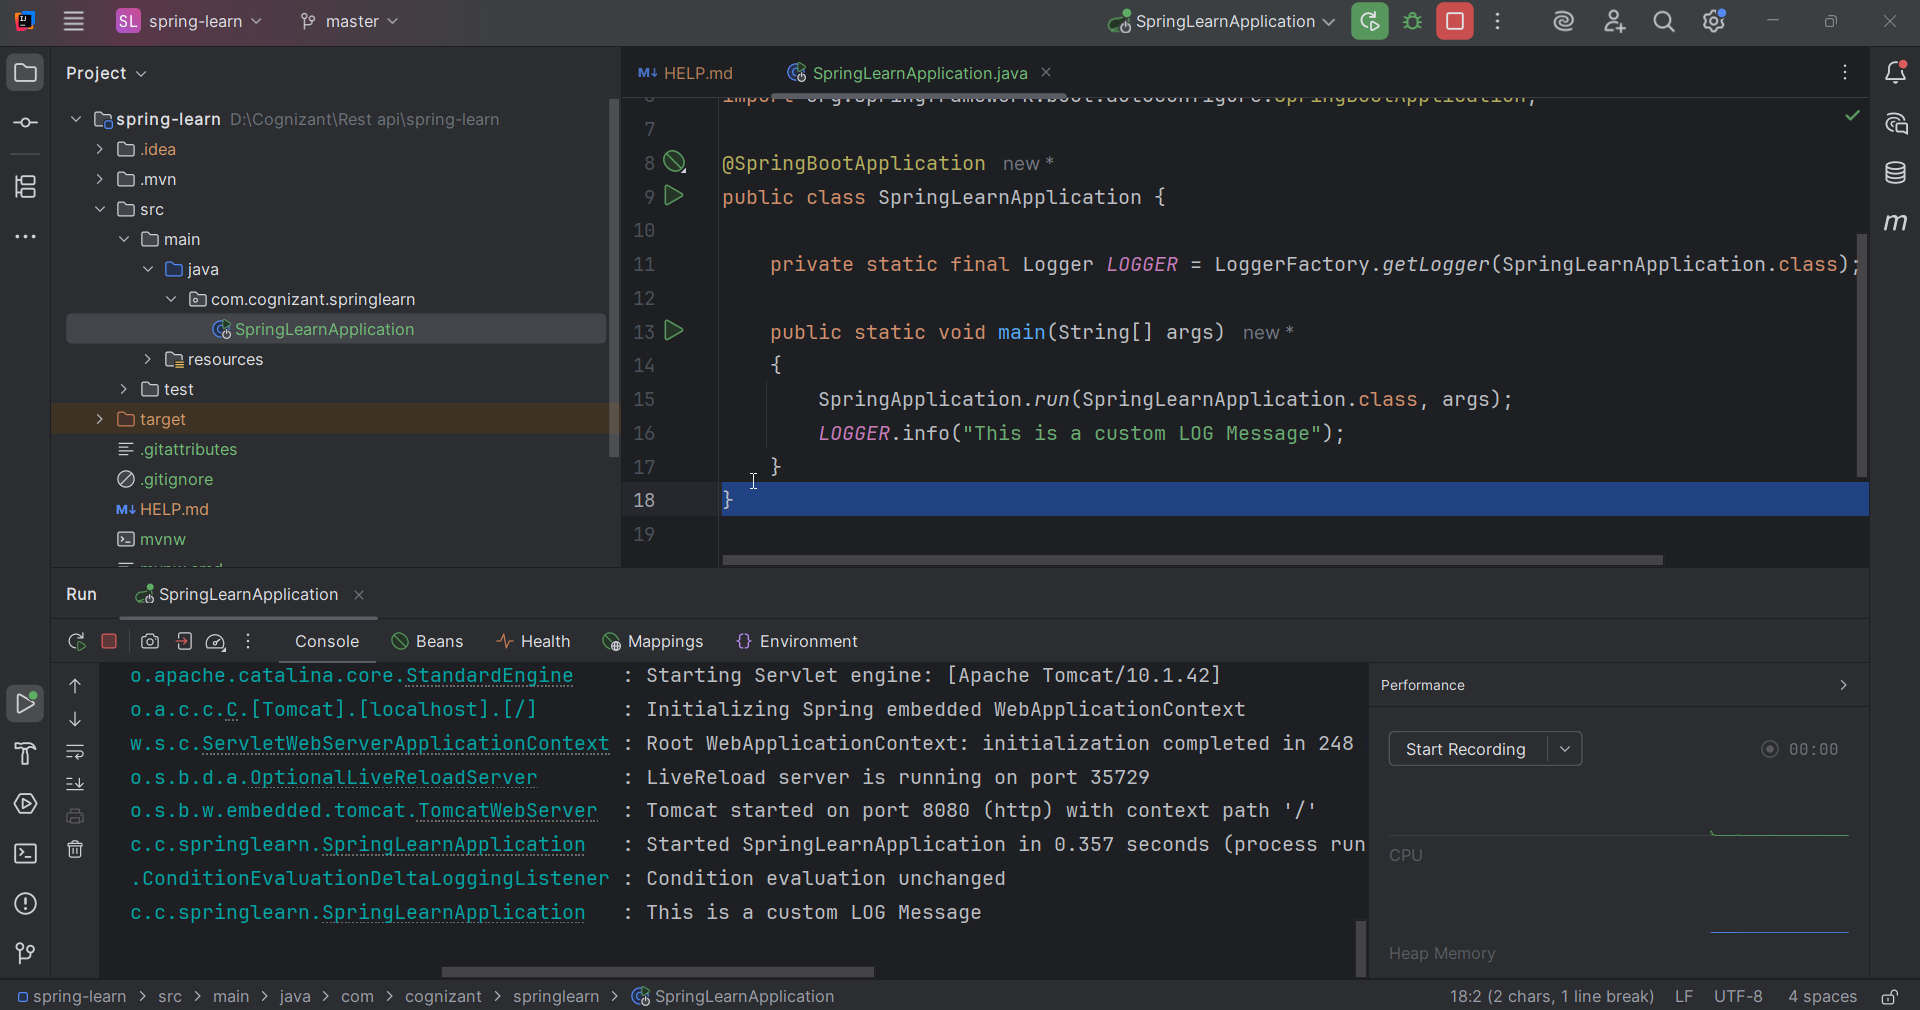 SL spring-learn master SpringLearnApplication
Project
spring-learn D:\Cognizant\Rest api\spring-learn
.idea
.mvn
src
main
java
com.cognizant.springlearn
SpringLearnApplication
resources
test
target
.gitattributes
.gitignore
M↓ HELP.md
mvnw
M↓ HELP.md SpringLearnApplication.java
import org.springframework.boot.autoconfigure.SpringBootApplication;
7
8 @SpringBootApplication new *
9 public class SpringLearnApplication {
10
11 private static final Logger LOGGER = LoggerFactory.getLogger(SpringLearnApplication.class);
12
13 public static void main(String[] args) new *
14 {
15 SpringApplication.run(SpringLearnApplication.class, args);
16 LOGGER.info("This is a custom LOG Message");
17 }
18 }
19
m
Run SpringLearnApplication
Console Beans Health Mappings Environment
o.apache.catalina.core.StandardEngine : Starting Servlet engine: [Apache Tomcat/10.1.42]
o.a.c.c.C.[Tomcat].[localhost].[/] : Initializing Spring embedded WebApplicationContext
w.s.c.ServletWebServerApplicationContext : Root WebApplicationContext: initialization completed in 248
o.s.b.d.a.OptionalLiveReloadServer : LiveReload server is running on port 35729
o.s.b.w.embedded.tomcat.TomcatWebServer : Tomcat started on port 8080 (http) with context path '/'
c.c.springlearn.SpringLearnApplication : Started SpringLearnApplication in 0.357 seconds (process run
.ConditionEvaluationDeltaLoggingListener : Condition evaluation unchanged
c.c.springlearn.SpringLearnApplication : This is a custom LOG Message
Performance
Start Recording 00:00
CPU
Heap Memory
spring-learn > src > main > java > com > cognizant > springlearn > SpringLearnApplication
18:2 (2 chars, 1 line break) LF UTF-8 4 spaces